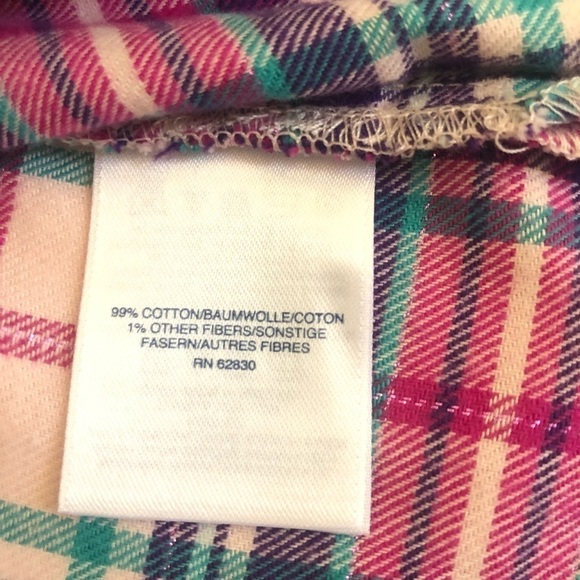 99% COTTON/BAUMWOLLE/COTON
1% OTHER FIBERS/SONSTIGE
FASERN/AUTRES FIBRES
RN 62830